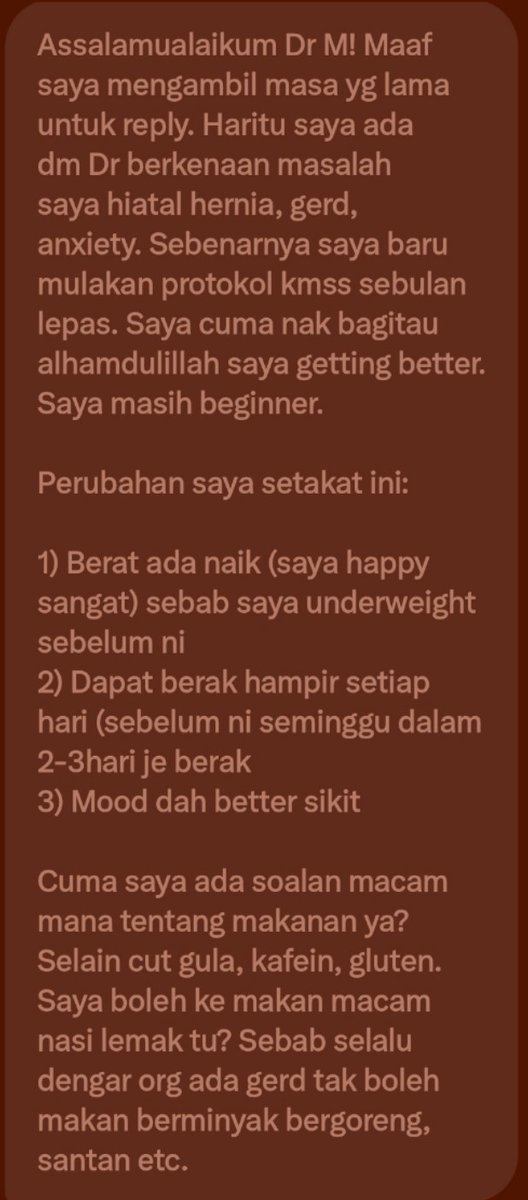 Assalamualaikum Dr M! Maaf
saya mengambil masa yg lama
untuk reply. Haritu saya ada
dm Dr berkenaan masalah
saya hiatal hernia, gerd,
anxiety. Sebenarnya saya baru
mulakan protokol kmss sebulan
lepas. Saya cuma nak bagitau
alhamdulillah saya getting better.
Saya masih beginner.

Perubahan saya setakat ini:

1) Berat ada naik (saya happy
sangat) sebab saya underweight
sebelum ni
2) Dapat berak hampir setiap
hari (sebelum ni seminggu dalam
2-3hari je berak
3) Mood dah better sikit

Cuma saya ada soalan macam
mana tentang makanan ya?
Selain cut gula, kafein, gluten.
Saya boleh ke makan macam
nasi lemak tu? Sebab selalu
dengar org ada gerd tak boleh
makan berminyak bergoreng,
santan etc.